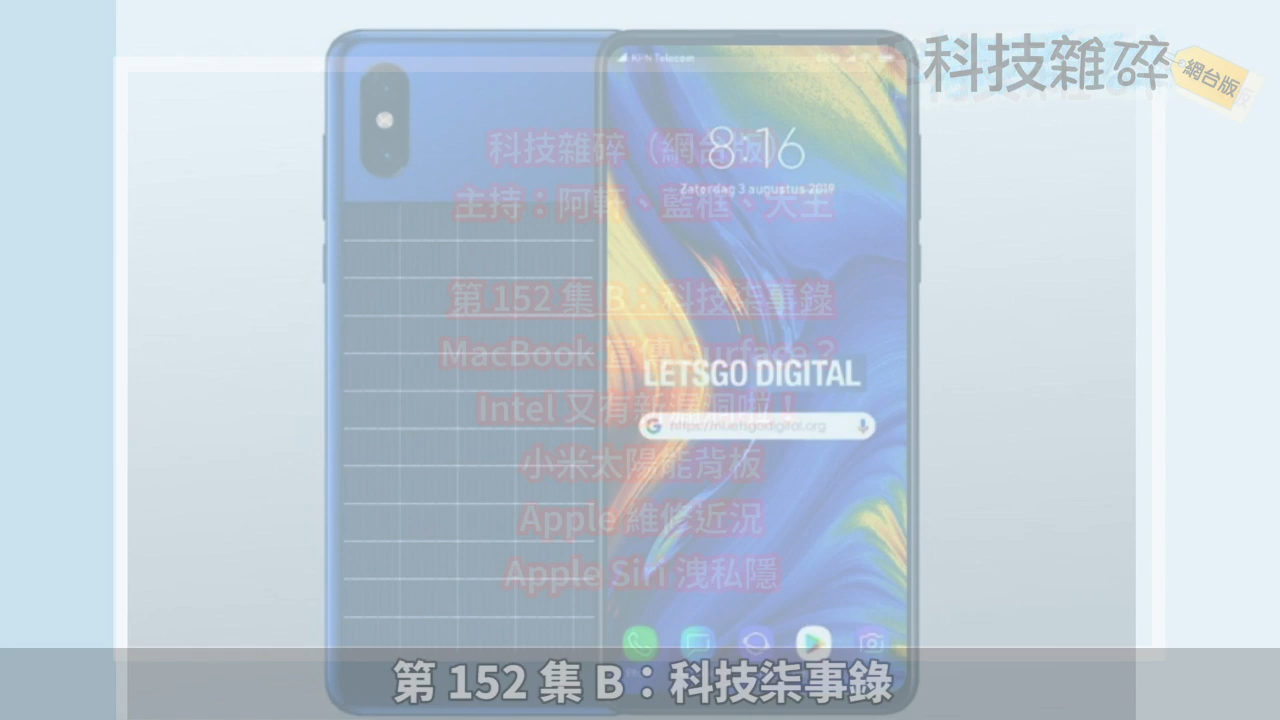 科技雜碎
網台版
KPN Telecom
科技雜碎（網台版）
8:16
Zaterdag 3 augustus 2019
主持：阿軒、藍框、大王
第 152 集 B：科技柒事錄
MacBook 宣傳 Surface？
LETSGO DIGITAL
Intel 又有新漏洞啦！
https://nl.letsgodigital.org
小米太陽能背板
Apple 維修近況
Apple Siri 洩私隱
第 152 集 B：科技柒事錄